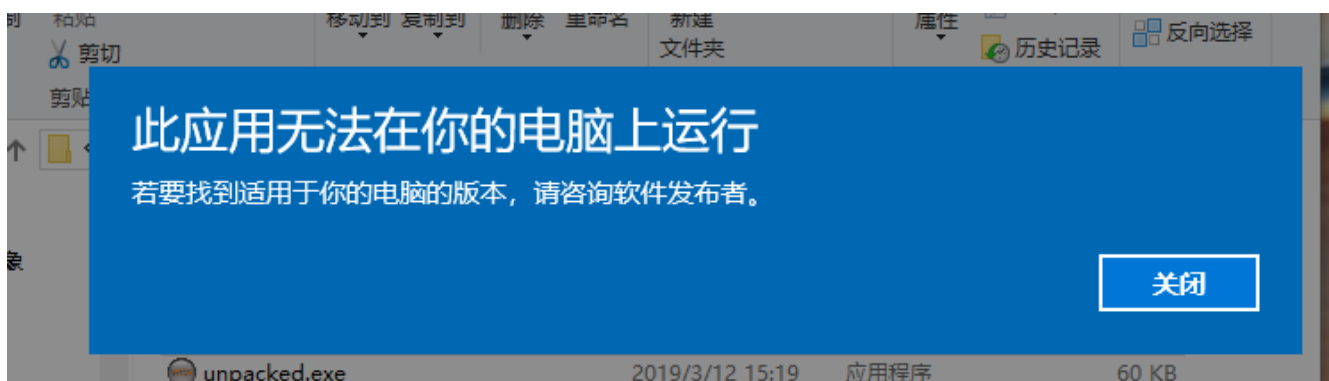 粘贴
移动到 复制到 删除 重命名 新建
文件夹
属性
剪切
历史记录
反向选择
剪贴
此应用无法在你的电脑上运行
若要找到适用于你的电脑的版本，请咨询软件发布者。
象
关闭
unpacked.exe 2019/3/12 15:19 应用程序 60 KB